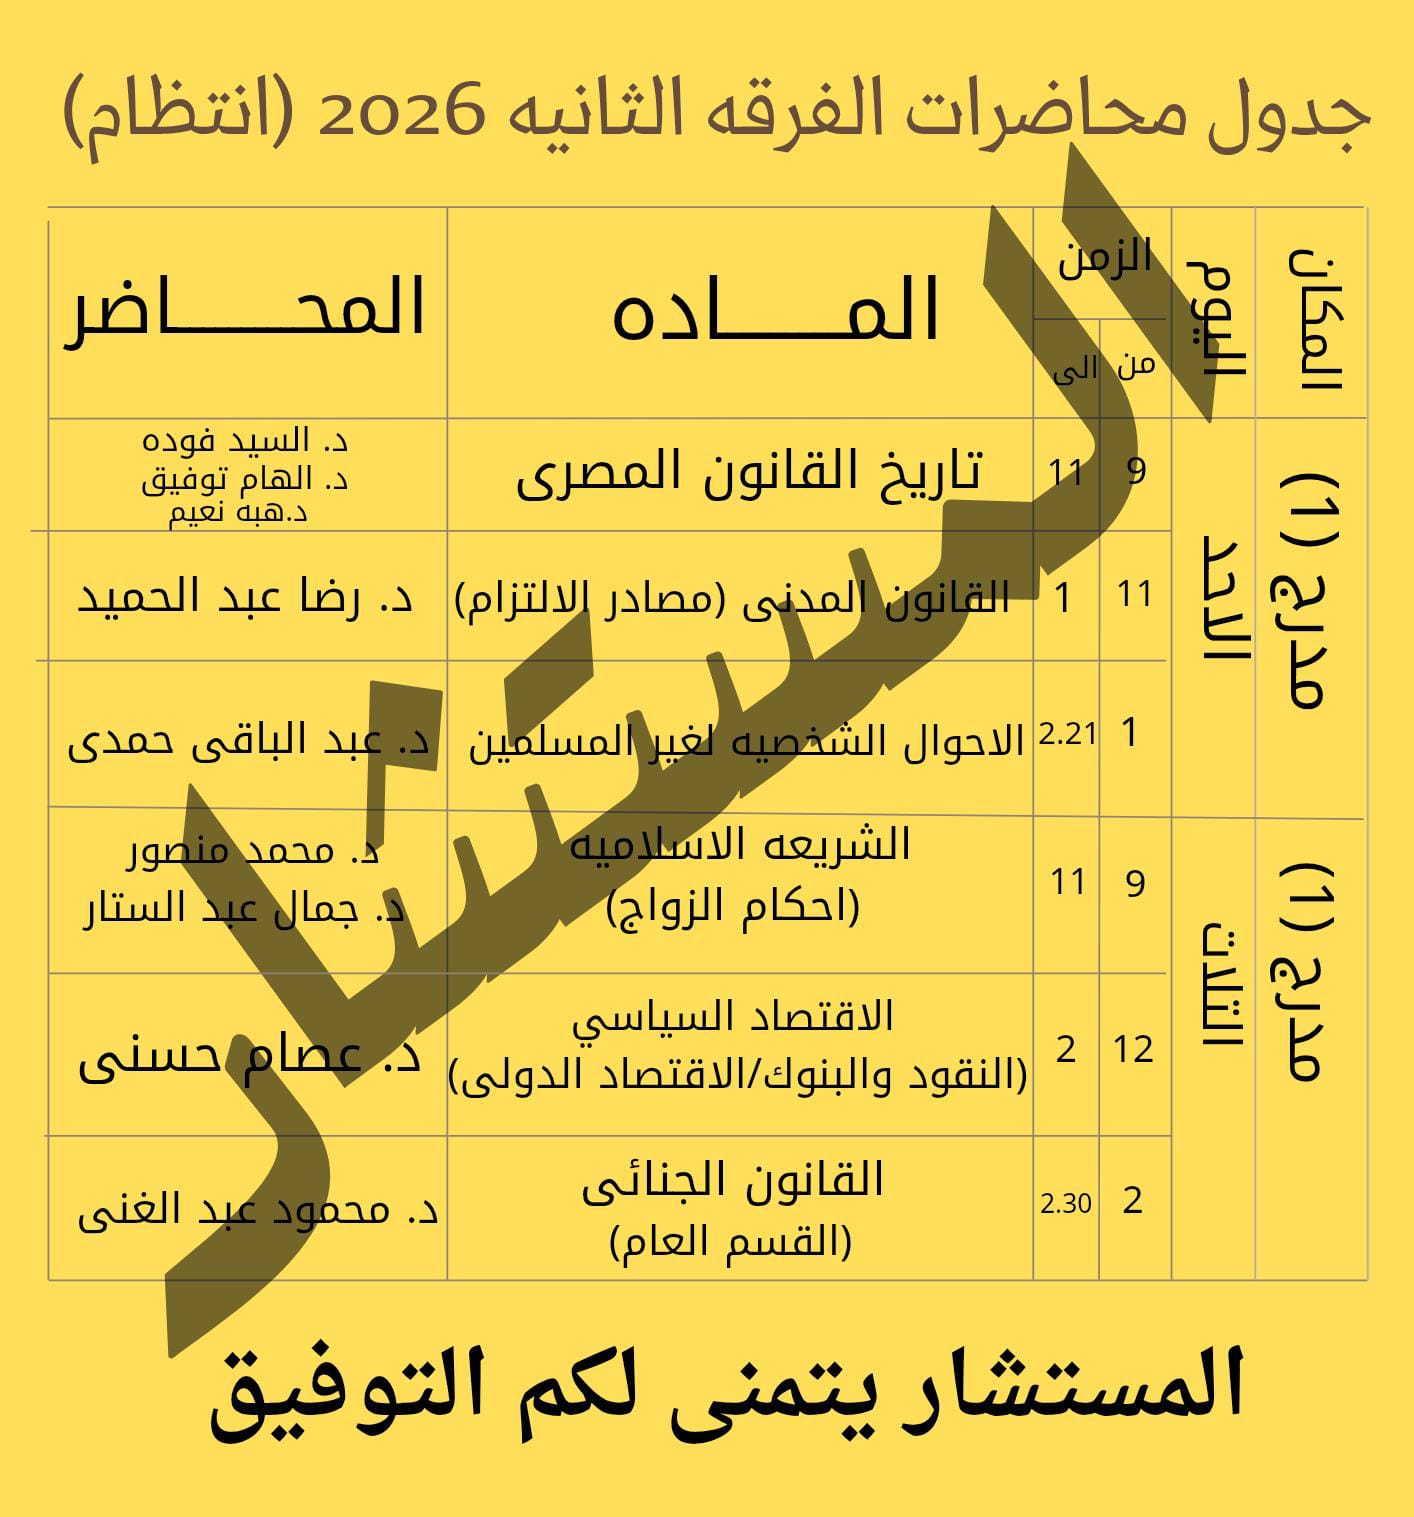 جدول محاضرات الفرقه الثانيه 2026 (انتظام)
المكان
اليوم
الزمن
من
الى
المـــــاده
المحـــــــاضر
مدرج (1)
الاحد
9
11
تاريخ القانون المصرى
د. السيد فوده
د. الهام توفيق
د.هبه نعيم
11
1
القانون المدنى (مصادر الالتزام)
د. رضا عبد الحميد
1
2.21
الاحوال الشخصيه لغير المسلمين
د. عبد الباقى حمدى
مدرج (1)
التلات
9
11
الشريعه الاسلاميه
(احكام الزواج)
د. محمد منصور
د. جمال عبد الستار
12
2
الاقتصاد السياسي
(النقود والبنوك/الاقتصاد الدولى)
د. عصام حسنى
2
2.30
القانون الجنائى
(القسم العام)
د. محمود عبد الغنى
المستشار
المستشار يتمنى لكم التوفيق